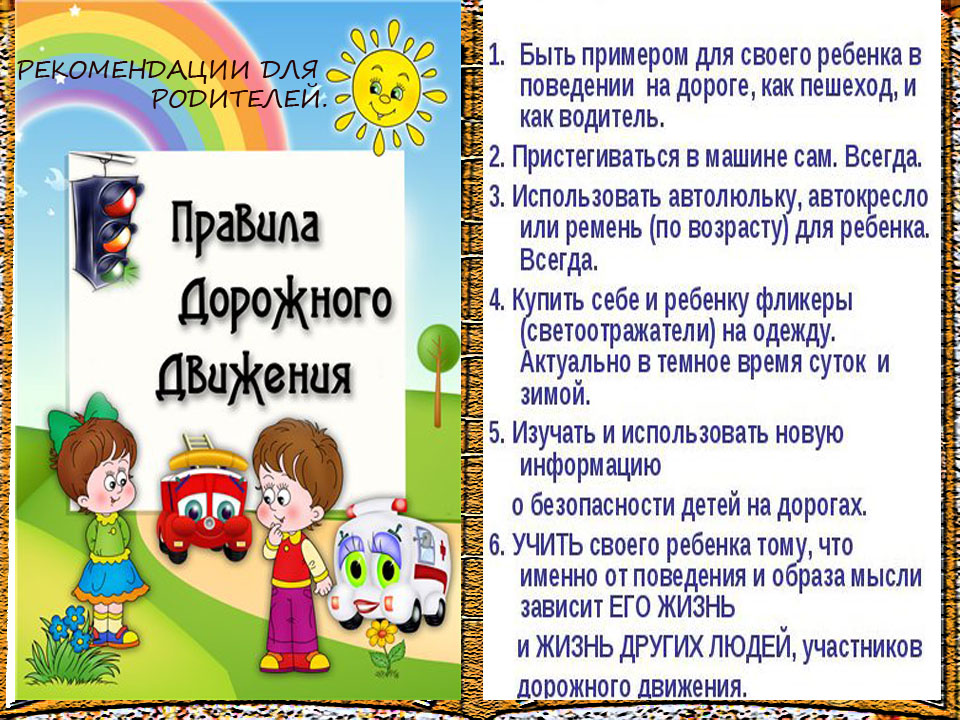 РЕКОМЕНДАЦИИ ДЛЯ
РОДИТЕЛЕЙ.
Правила
Дорожного
Движения
1. Быть примером для своего ребенка в
поведении на дороге, как пешеход, и
как водитель.
2. Пристегиваться в машине сам. Всегда.
3. Использовать автолюльку, автокресло
или ремень (по возрасту) для ребенка.
Всегда.
4. Купить себе и ребенку фликеры
(светоотражатели) на одежду.
Актуально в темное время суток и
зимой.
5. Изучать и использовать новую
информацию
о безопасности детей на дорогах.
6. УЧИТЬ своего ребенка тому, что
именно от поведения и образа мысли
зависит ЕГО ЖИЗНЬ
и ЖИЗНЬ ДРУГИХ ЛЮДЕЙ, участников
дорожного движения.